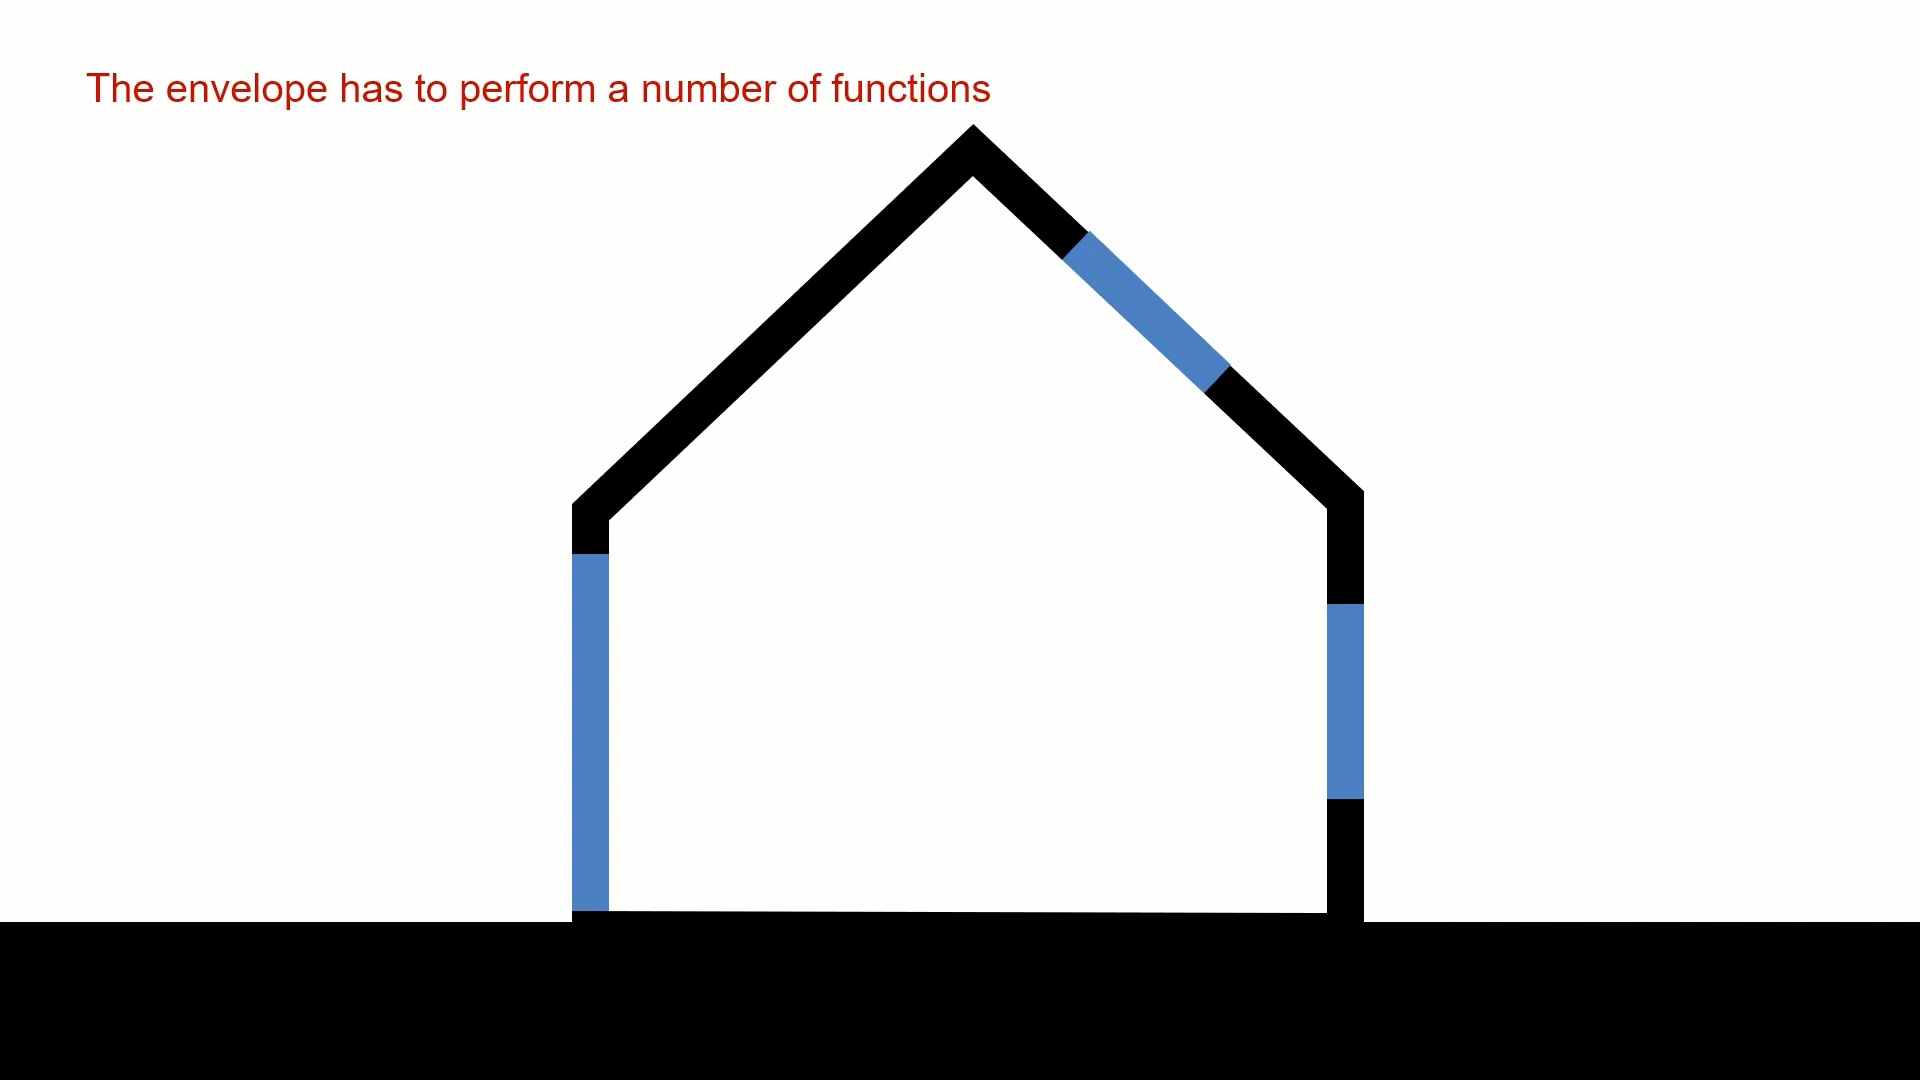 The envelope has to perform a number of functions